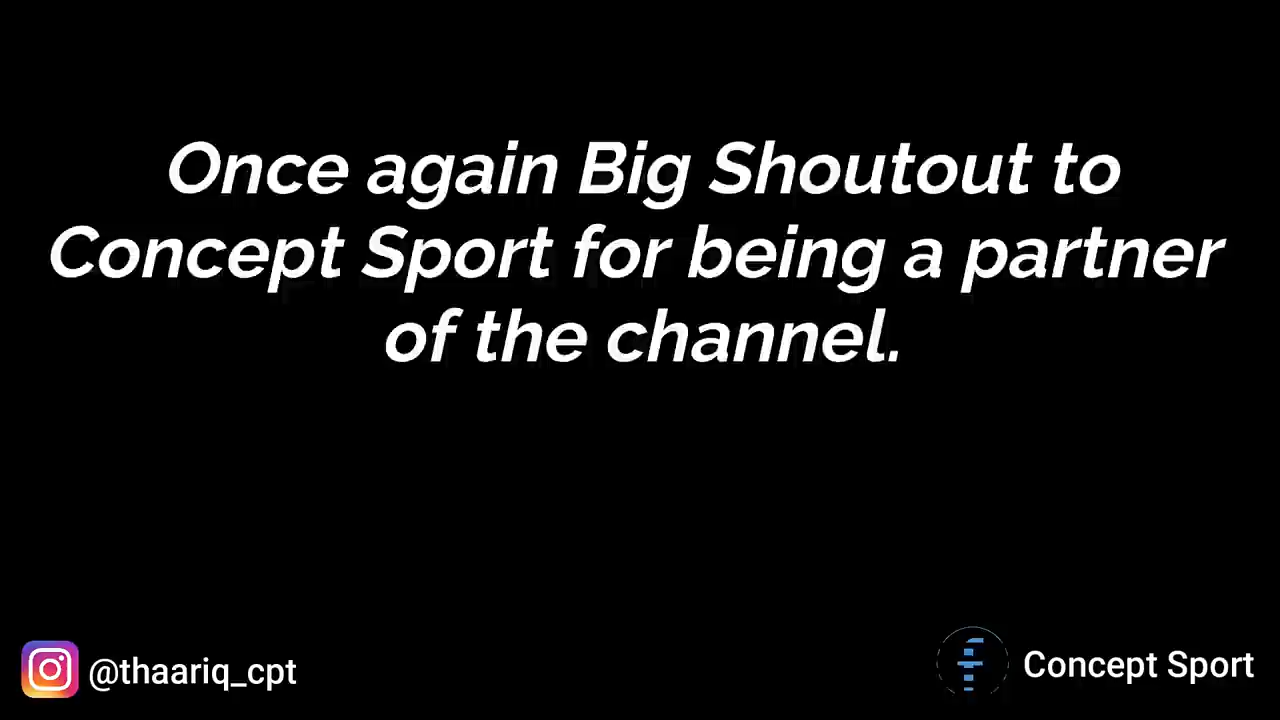 Once again Big Shoutout to
Concept Sport for being a partner
of the channel.
@thaariq_cpt
Concept Sport